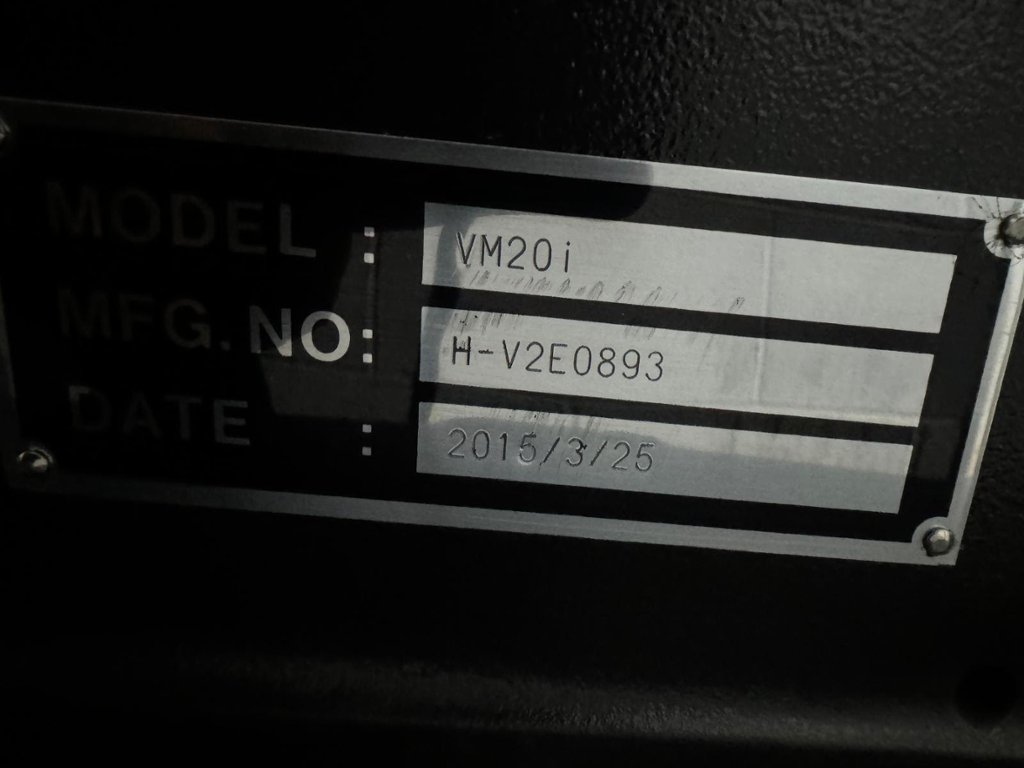 MODEL : VM20i
MFG. NO: H-V2E0893
DATE : 2015/3/25